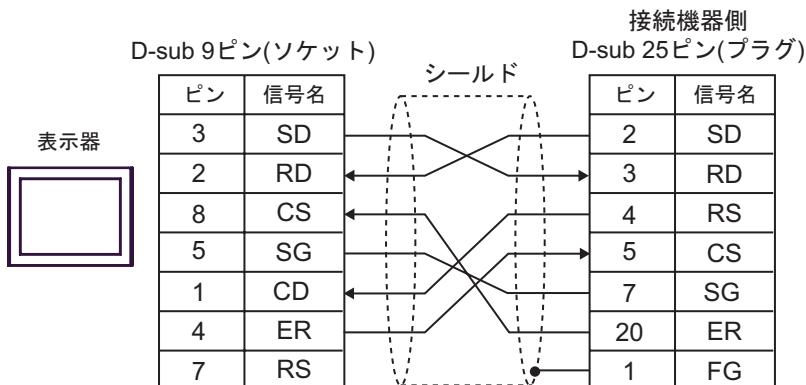 接続機器側
D-sub 9ピン(ソケット)
D-sub 25ピン(プラグ)
シールド
表示器
ピン 信号名 ピン 信号名
3 SD 2 SD
2 RD 3 RD
8 CS 4 RS
5 SG 5 CS
1 CD 7 SG
4 ER 20 ER
7 RS 1 FG